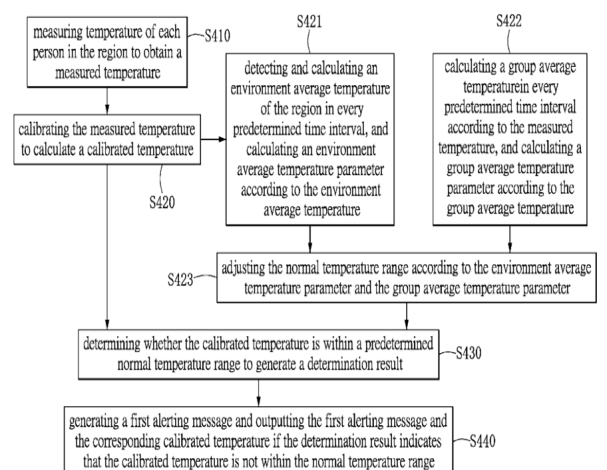 measuring temperature of each
person in the region to obtain a
measured temperature
S410
calibrating the measured temperature
to calculate a calibrated temperature
S420
S421
detecting and calculating an
environment average temperature
of the region in every
predetermined time interval, and
calculating an environment
average temperature parameter
according to the environment
average temperature
S422
calculating a group average
temperaturein every
predetermined time interval
according to the measured
temperature, and calculating a
group average temperature
parameter according to the
group average temperature
S423
adjusting the normal temperature range according to the environment average
temperature parameter and the group average temperature parameter
determining whether the calibrated temperature is within a predetermined
normal temperature range to generate a determination result
S430
generating a first alerting message and outputting the first alerting message and
the corresponding calibrated temperature if the determination result indicates
that the calibrated temperature is not within the normal temperature range
S440